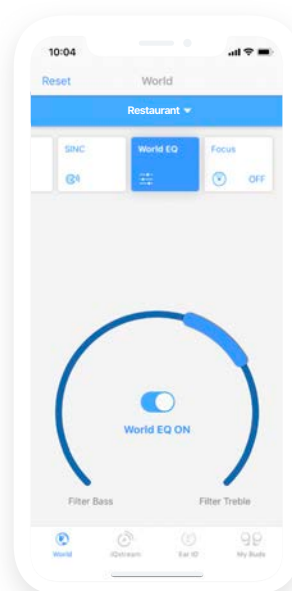 10:04
Reset World
Restaurant
SINC World EQ Focus
OFF
World EQ ON
Filter Bass Filter Treble
World iQstream Ear ID My Buds